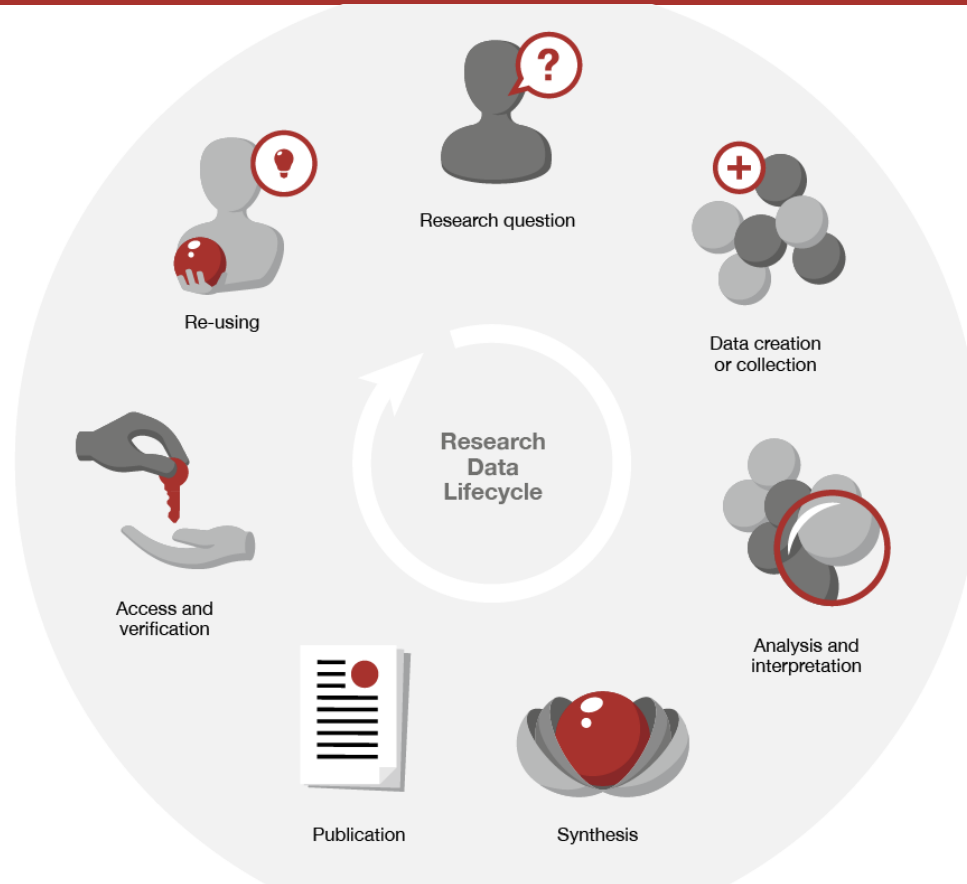 ?
Research question
Data creation
or collection
Analysis and
interpretation
Synthesis
Publication
Access and
verification
Re-using
Research
Data
Lifecycle